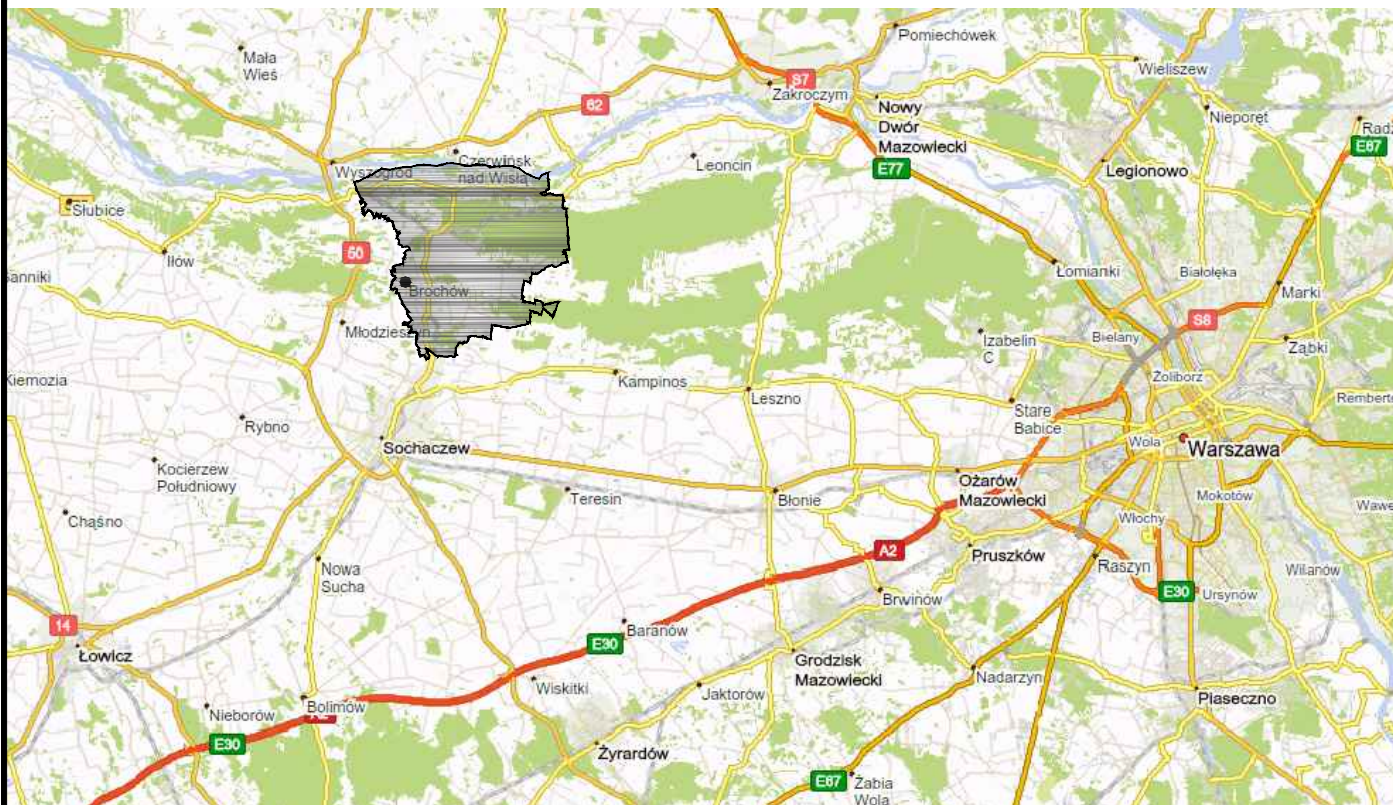 Pomiechówek
Mała
Wieś
Wieliszew
S7
Zakroczym
62
Nowy
Dwór
Mazowiecki
Nieporęt
E67
Czerwińsk
nad Wisłą
Wyszogród
Leoncin
E77
Legionowo
Słubice
50
Iłów
Łomianki
Białołęka
Brochów
Marki
Młodzieszyn
S8
Izabelin
C
Bielany
Ząbki
Kiemozia
Kampinos
Żoliborz
Leszno
Stare
Babice
Rybno
Wola
Sochaczew
Warszawa
Kocierzew
Południowy
Ożarów
Mazowiecki
Teresin
Błonie
Mokotów
Chąśno
Włochy
A2
Pruszków
Nowa
Sucha
Raszyn
Wilanów
Brwinów
E30
Ursynów
14
Baranów
E30
Łowicz
Grodzisk
Mazowiecki
Wiskitki
Jaktorów
Nadarzyn
Nieborów
Bolimów
A2
Piaseczno
E30
Żyrardów
E67
Żabia
Wola